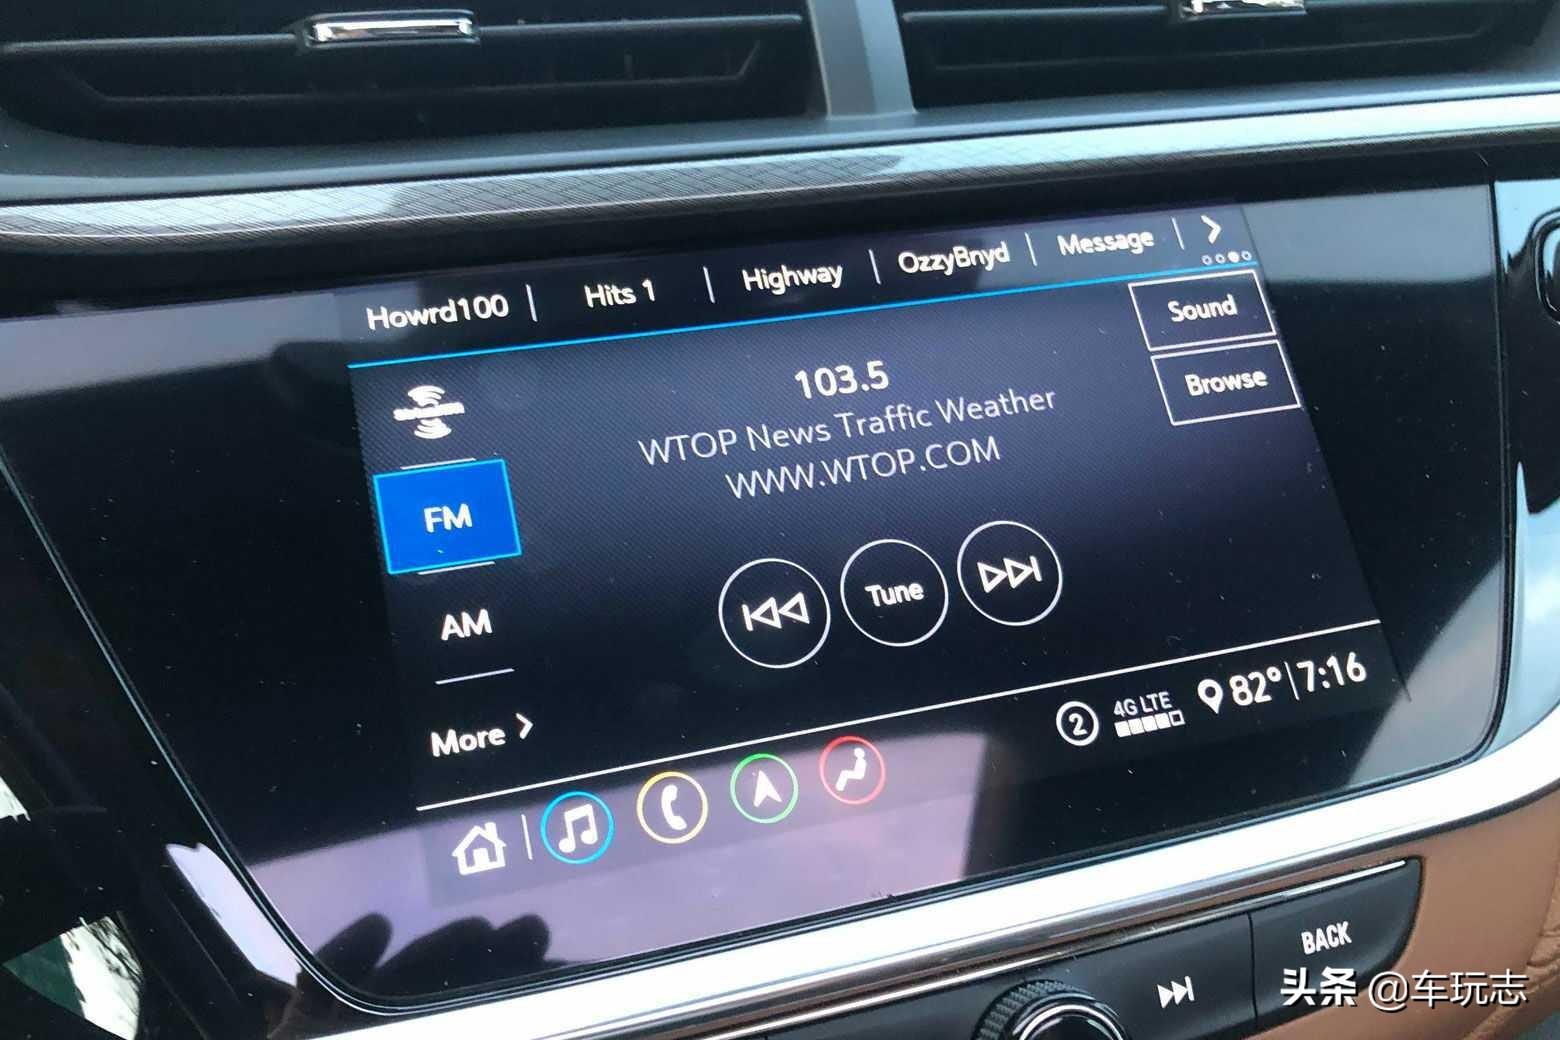 Howrd100 | Hits 1 | Highway | OzzyBnyd | Message
Sound
Browse
103.5
WTOP News Traffic Weather
WWW.WTOP.COM
FM
AM
More
Tune
2
4G LTE
82° | 7:16
BACK
头条 @车玩志